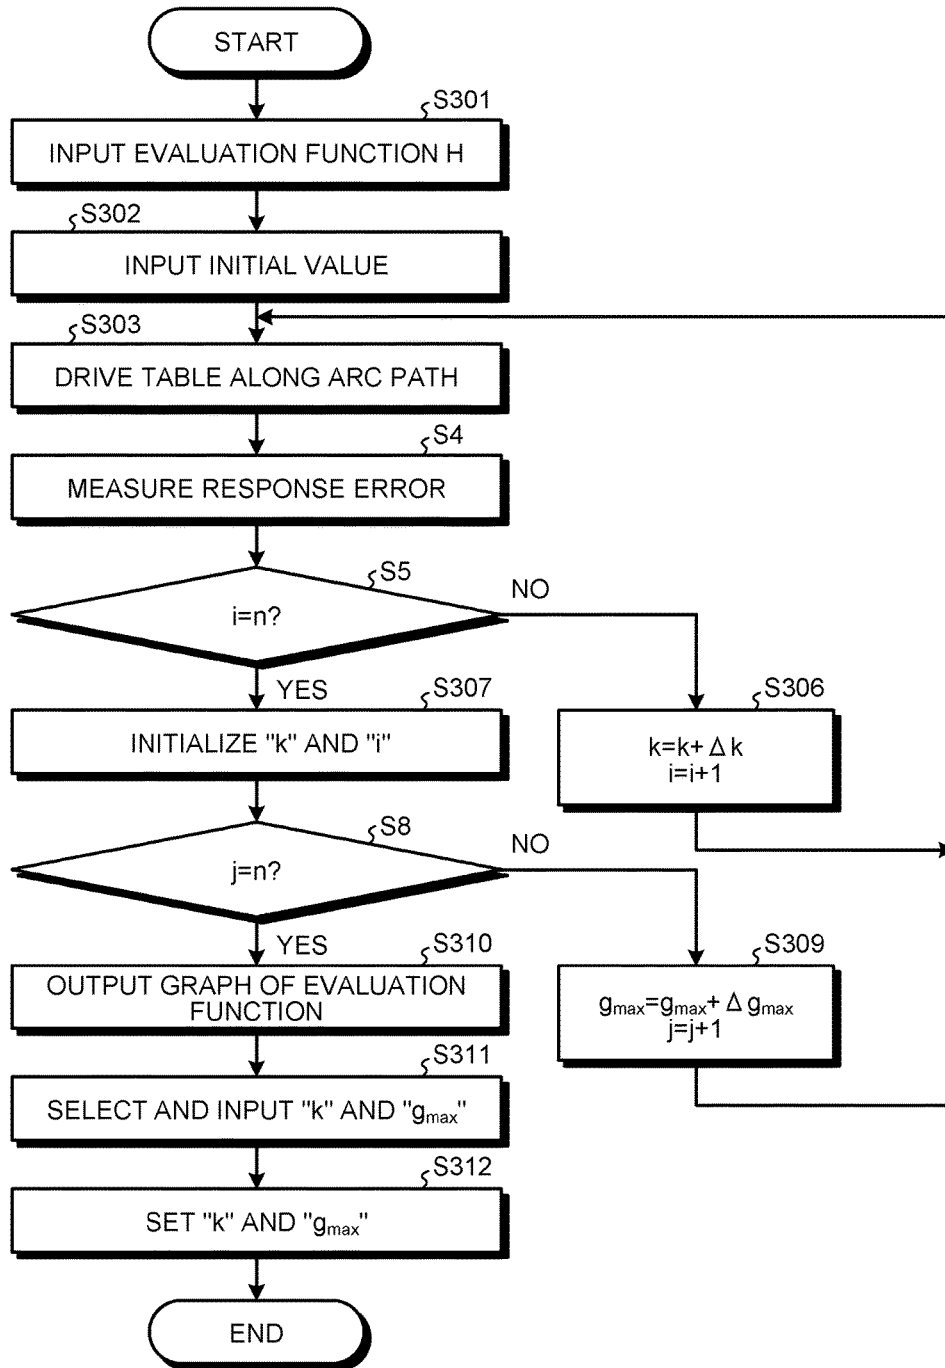 START
S301
INPUT EVALUATION FUNCTION H
S302
INPUT INITIAL VALUE
S303
DRIVE TABLE ALONG ARC PATH
S4
MEASURE RESPONSE ERROR
S5
i=n?
NO
YES
S307
INITIALIZE "k" AND "i"
S306
k=k+ Δ k
i=i+1
S8
j=n?
NO
YES
S310
OUTPUT GRAPH OF EVALUATION
FUNCTION
S309
gmax=gmax+ Δ gmax
j=j+1
S311
SELECT AND INPUT "k" AND "gmax"
S312
SET "k" AND "gmax"
END